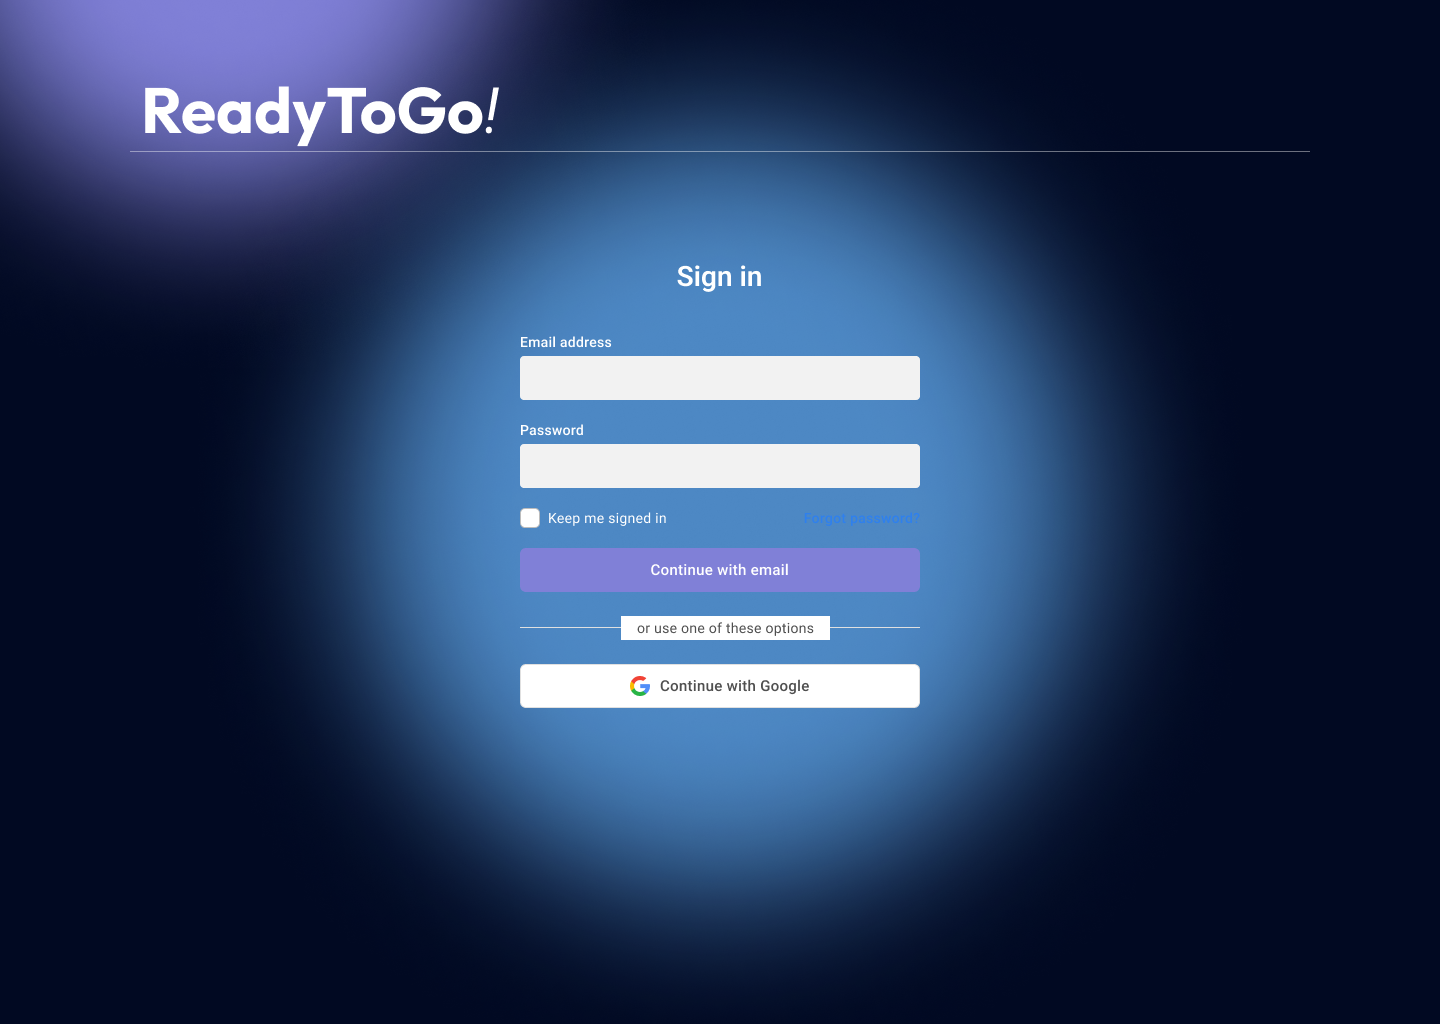 ReadyToGo!
Sign in
Email address
Password
Keep me signed in
Forgot password?
Continue with email
or use one of these options
Continue with Google